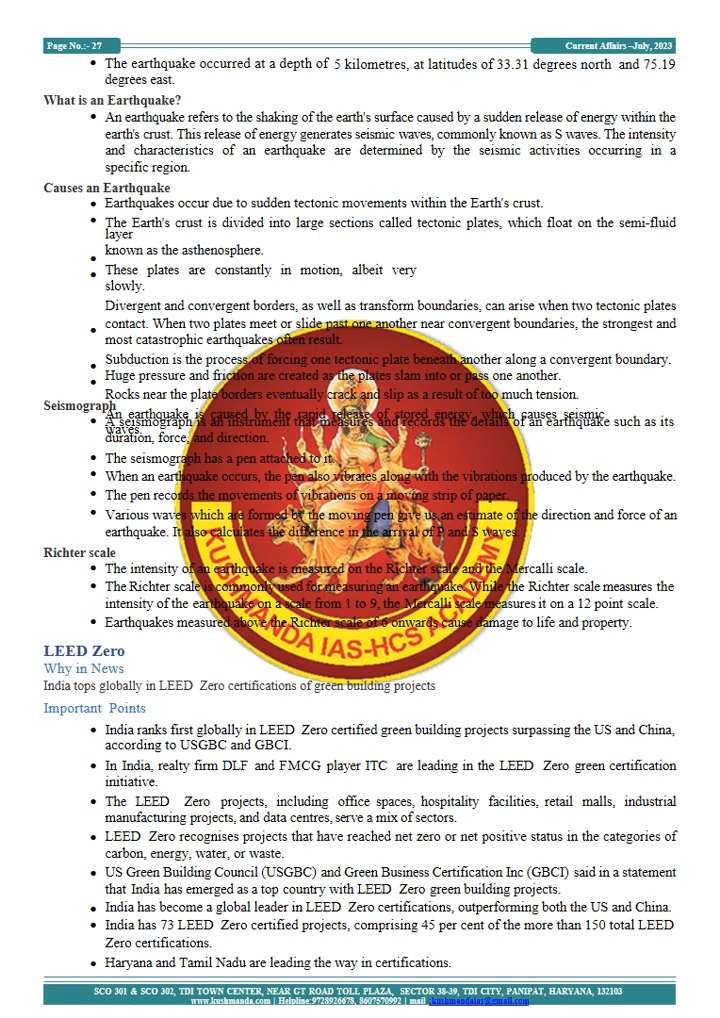 Page No.:- 27
Current Affairs –July, 2023
• The earthquake occurred at a depth of 5 kilometres, at latitudes of 33.31 degrees north and 75.19
degrees east.
What is an Earthquake?
• An earthquake refers to the shaking of the earth's surface caused by a sudden release of energy within the
earth's crust. This release of energy generates seismic waves, commonly known as S waves. The intensity
and characteristics of an earthquake are determined by the seismic activities occurring in a
specific region.
Causes an Earthquake
• Earthquakes occur due to sudden tectonic movements within the Earth's crust.
• The Earth's crust is divided into large sections called tectonic plates, which float on the semi-fluid
layer
• known as the asthenosphere.
• These plates are constantly in motion, albeit very
slowly.
Divergent and convergent borders, as well as transform boundaries, can arise when two tectonic plates
• contact. When two plates meet or slide past one another near convergent boundaries, the strongest and
most catastrophic earthquakes often result.
• Subduction is the process of forcing one tectonic plate beneath another along a convergent boundary.
• Huge pressure and friction are created as the plates slam into or pass one another.
Rocks near the plate borders eventually crack and slip as a result of too much tension.
Seismograph
An earthquake is caused by the rapid release of stored energy, which causes seismic
waves.
• A seismograph is an instrument that measures and records the details of an earthquake such as its
duration, force, and direction.
• The seismograph has a pen attached to it.
• When an earthquake occurs, the pen also vibrates along with the vibrations produced by the earthquake.
• The pen records the movements of vibrations on a moving strip of paper.
• Various waves which are formed by the moving pen give us an estimate of the direction and force of an
earthquake. It also calculates the difference in the arrival of P and S waves.
Richter scale
• The intensity of an earthquake is measured on the Richter scale and the Mercalli scale.
• The Richter scale is commonly used for measuring an earthquake. While the Richter scale measures the
intensity of the earthquake on a scale from 1 to 9, the Mercalli scale measures it on a 12 point scale.
• Earthquakes measured above the Richter scale of 6 onwards cause damage to life and property.
KUSHMANDA IAS-HCS ACADEMY
LEED Zero
Why in News
India tops globally in LEED Zero certifications of green building projects
Important Points
• India ranks first globally in LEED Zero certified green building projects surpassing the US and China,
according to USGBC and GBCI.
• In India, realty firm DLF and FMCG player ITC are leading in the LEED Zero green certification
initiative.
• The LEED Zero projects, including office spaces, hospitality facilities, retail malls, industrial
manufacturing projects, and data centres, serve a mix of sectors.
• LEED Zero recognises projects that have reached net zero or net positive status in the categories of
carbon, energy, water, or waste.
• US Green Building Council (USGBC) and Green Business Certification Inc (GBCI) said in a statement
that India has emerged as a top country with LEED Zero green building projects.
• India has become a global leader in LEED Zero certifications, outperforming both the US and China.
• India has 73 LEED Zero certified projects, comprising 45 per cent of the more than 150 total LEED
Zero certifications.
• Haryana and Tamil Nadu are leading the way in certifications.
SCO 301 & SCO 302, TDI TOWN CENTER, NEAR GT ROAD TOLL PLAZA, SECTOR 38-39, TDI CITY, PANIPAT, HARYANA, 132103
www.kushmanda.com | Helpline:9728926678, 8607570992 | mail :kushmandaias@gmail.com